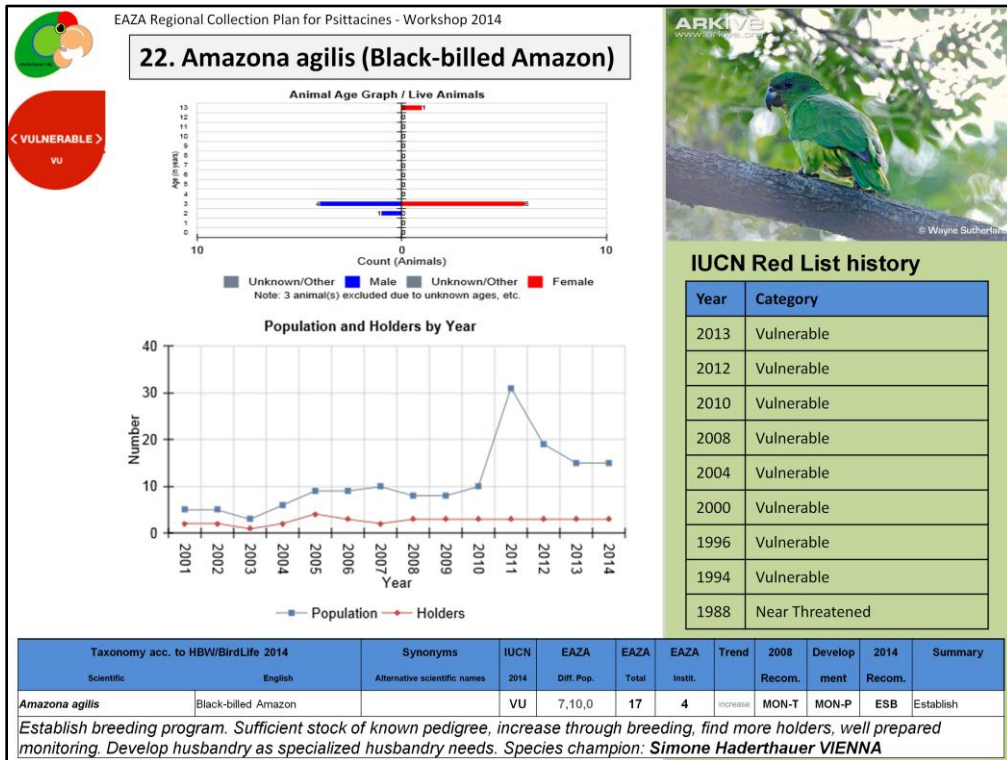 EAZA Regional Collection Plan for Psittacines - Workshop 2014
22. Amazona agilis (Black-billed Amazon)
< VULNERABLE >
VU
Animal Age Graph / Live Animals
Age (in years)
13
12
11
10
9
8
7
6
5
4
3
2
1
0
1
4
6
1
10
0
10
Count (Animals)
Unknown/Other Male Unknown/Other Female
Note: 3 animal(s) excluded due to unknown ages, etc.
Population and Holders by Year
Number
40
30
20
10
0
2001 2002 2003 2004 2005 2006 2007 2008 2009 2010 2011 2012 2013 2014
Year
Population Holders
ARKIVE
www.arkive.org
© Wayne Sutherland
IUCN Red List history
Year Category
2013 Vulnerable
2012 Vulnerable
2010 Vulnerable
2008 Vulnerable
2004 Vulnerable
2000 Vulnerable
1996 Vulnerable
1994 Vulnerable
1988 Near Threatened
Taxonomy acc. to HBW/BirdLife 2014 Synonyms IUCN EAZA EAZA EAZA Trend 2008 Develop 2014 Summary
Scientific English Alternative scientific names 2014 Diff. Pop. Total Instit. Recom. ment Recom.
Amazona agilis Black-billed Amazon VU 7,10,0 17 4 increase MON-T MON-P ESB Establish
Establish breeding program. Sufficient stock of known pedigree, increase through breeding, find more holders, well prepared
monitoring. Develop husbandry as specialized husbandry needs. Species champion: Simone Haderthauer VIENNA